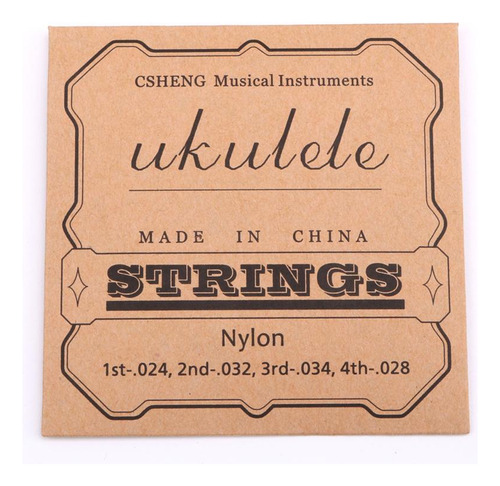 CSHENG Musical Instruments
ukulele
MADE IN CHINA
STRINGS
Nylon
1st-.024, 2nd-.032, 3rd-.034, 4th-.028